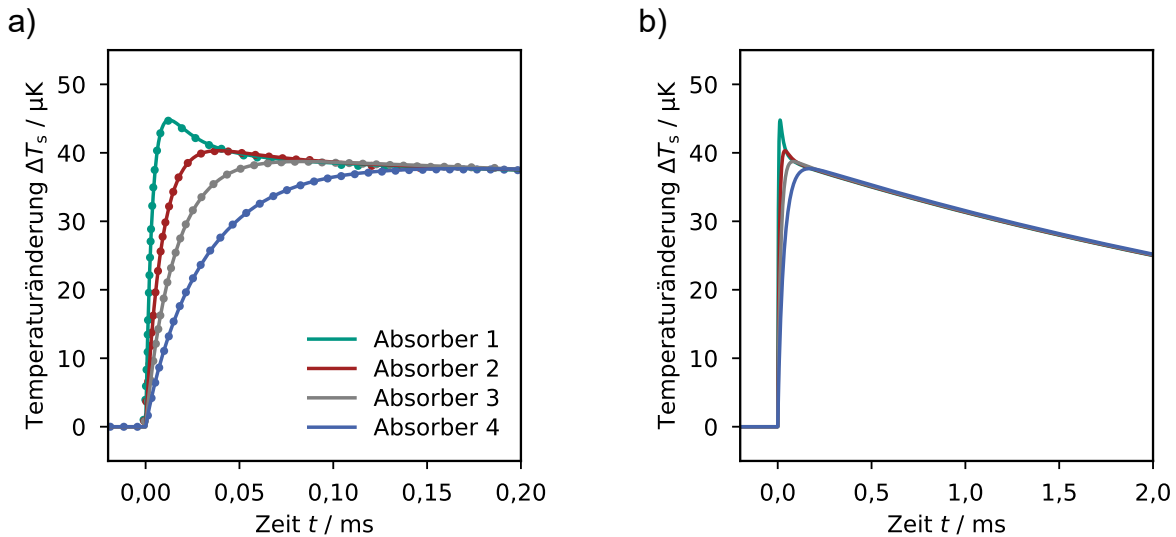 a)
Temperaturänderung ΔTs / µK
50
40
30
20
10
0
Absorber 1
Absorber 2
Absorber 3
Absorber 4
0,00 0,05 0,10 0,15 0,20
Zeit t / ms
b)
Temperaturänderung ΔTs / µK
50
40
30
20
10
0
0,0 0,5 1,0 1,5 2,0
Zeit t / ms